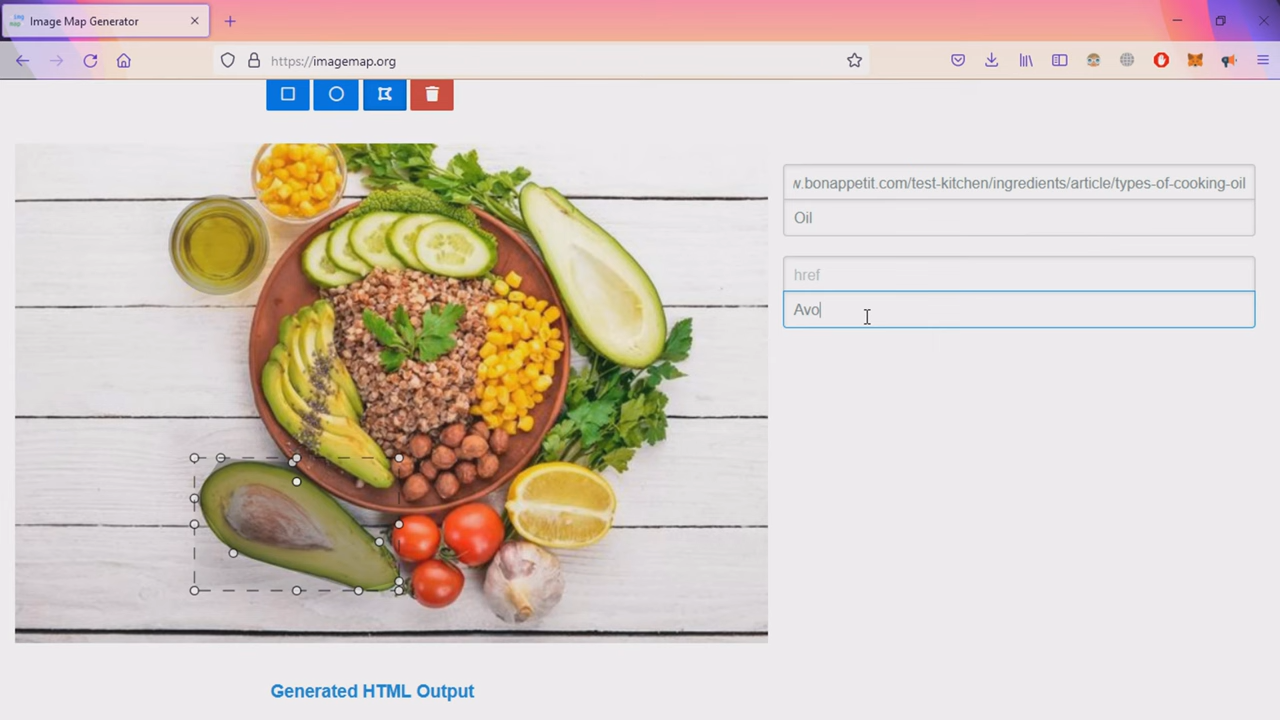 Image Map Generator
https://imagemap.org
w.bonappetit.com/test-kitchen/ingredients/article/types-of-cooking-oil
Oil
href
Avo
Generated HTML Output